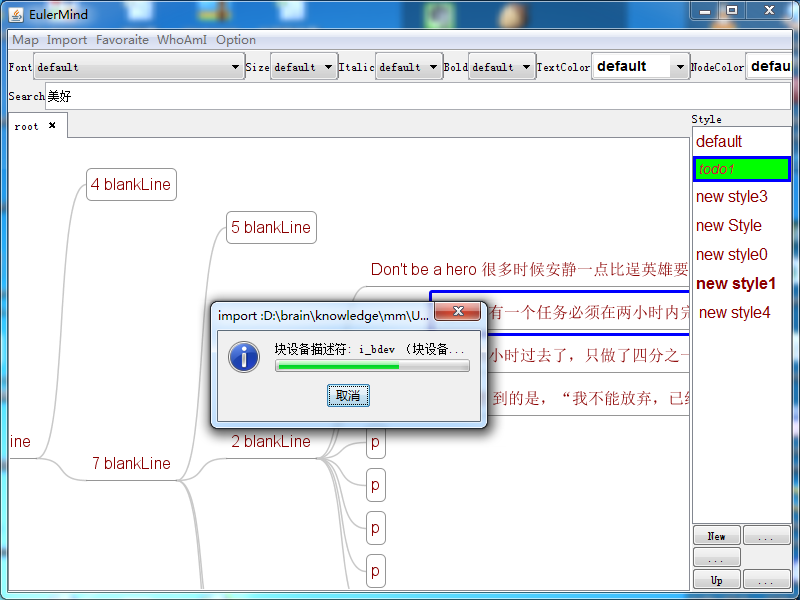 EulerMind
Map Import Favoraite WhoAmI Option
Font default Size default Italic default Bold default TextColor default NodeColor defau
Search 美好
root
Style
default
todo1
new style3
new Style
new style0
new style1
new style4
4 blankLine
5 blankLine
Don't be a hero 很多时候安静一点比逞英雄要
有一个任务必须在两小时内完
小时过去了，只做了四分之一
到的是，“我不能放弃，已经
import :D:\brain\knowledge\mm\U...
块设备描述符: i_bdev （块设备...
取消
ine
7 blankLine
2 blankLine
p
p
p
p
New ...
...
Up ...